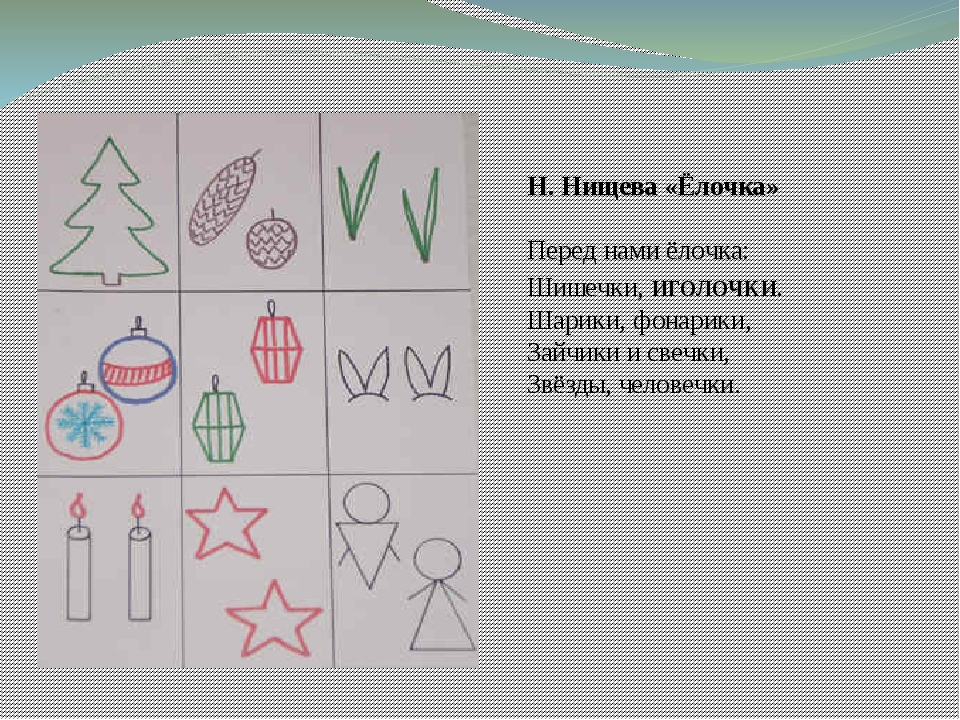 Н. Нищева «Ёлочка»
Перед нами ёлочка:
Шишечки, иголочки.
Шарики, фонарики,
Зайчики и свечки,
Звёзды, человечки.